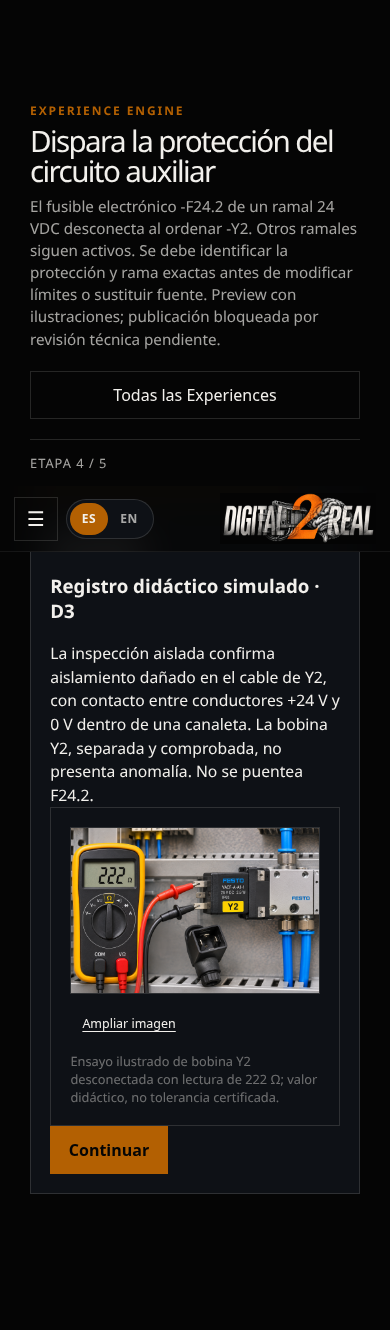 EXPERIENCE ENGINE
Dispara la protección del
circuito auxiliar
El fusible electrónico -F24.2 de un ramal 24
VDC desconecta al ordenar -Y2. Otros ramales
siguen activos. Se debe identificar la
protección y rama exactas antes de modificar
límites o sustituir fuente. Preview con
ilustraciones; publicación bloqueada por
revisión técnica pendiente.
Todas las Experiences
ETAPA 4 / 5
ES EN
DIGITAL 2 REAL
Registro didáctico simulado ·
D3
La inspección aislada confirma
aislamiento dañado en el cable de Y2,
con contacto entre conductores +24 V y
0 V dentro de una canaleta. La bobina
Y2, separada y comprobada, no
presenta anomalía. No se puentea
F24.2.
222 Ω
FESTO
Y2
FESTO
COM
Ampliar imagen
Ensayo ilustrado de bobina Y2
desconectada con lectura de 222 Ω; valor
didáctico, no tolerancia certificada.
Continuar